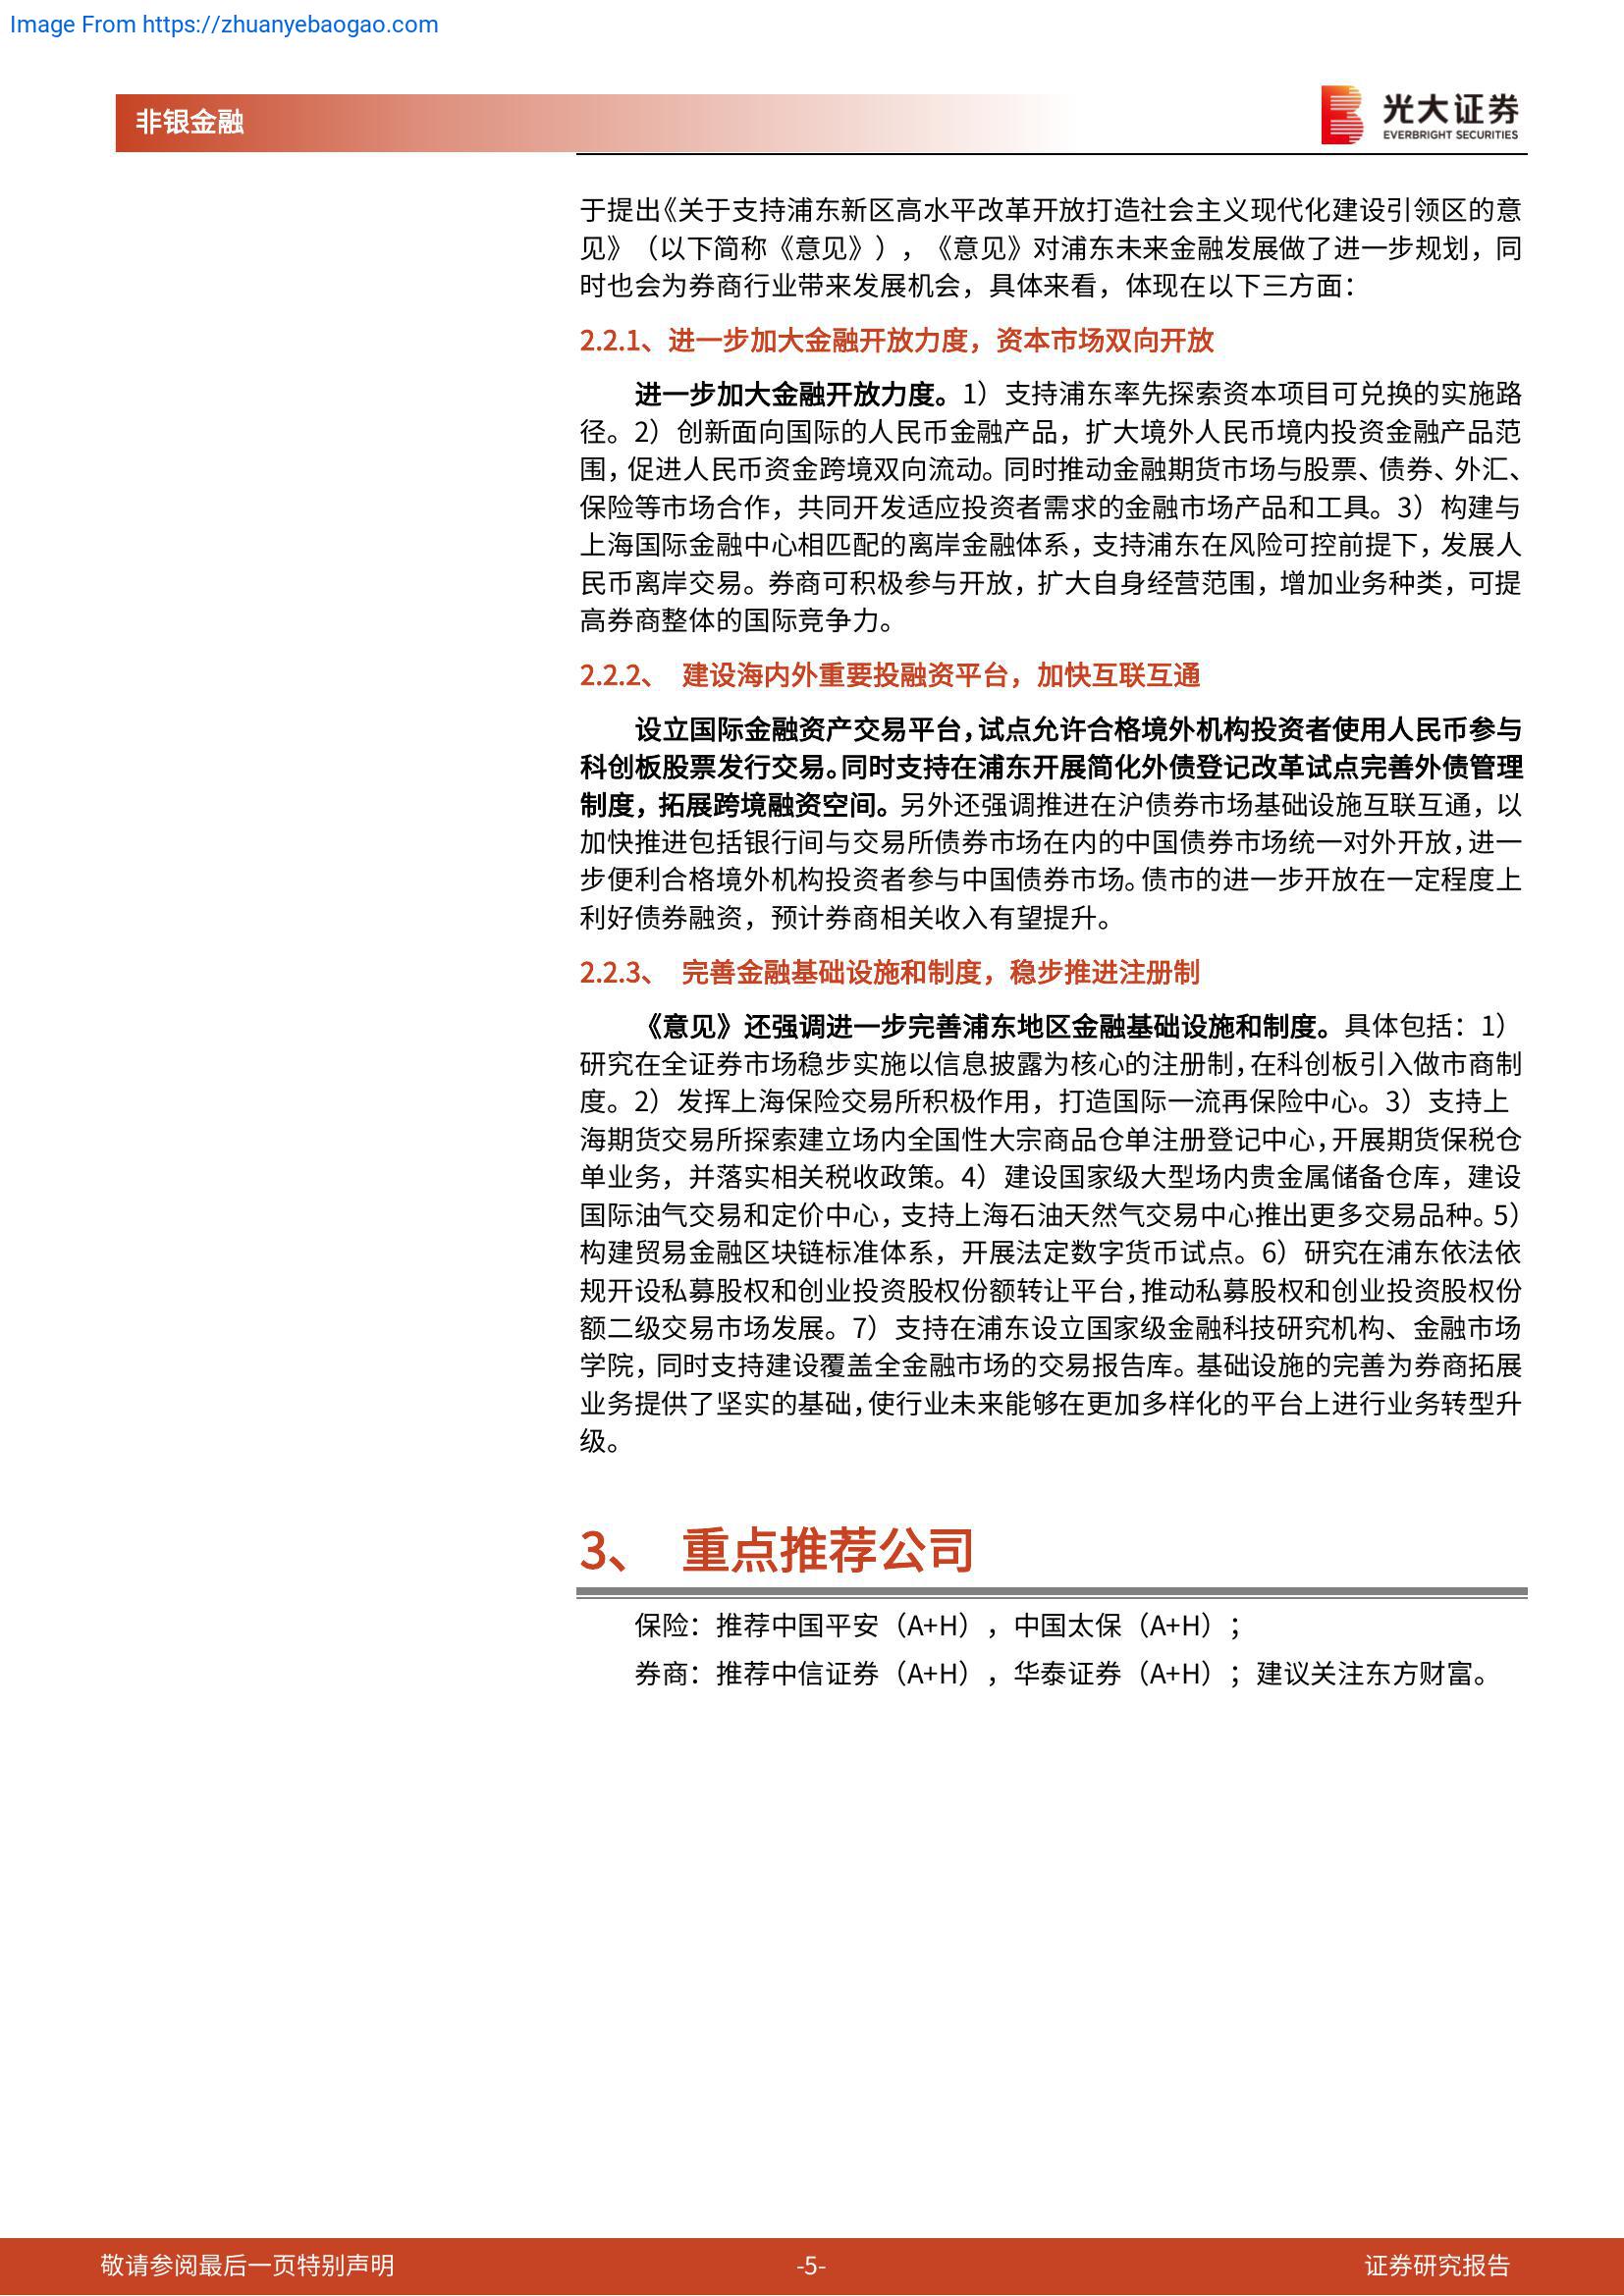 Image From https://zhuanyebaogao.com
非银金融
光大证券
EVERBRIGHT SECURITIES
于提出《关于支持浦东新区高水平改革开放打造社会主义现代化建设引领区的意
见》（以下简称《意见》），《意见》对浦东未来金融发展做了进一步规划，同
时也会为券商行业带来发展机会，具体来看，体现在以下三方面：
2.2.1、进一步加大金融开放力度，资本市场双向开放
进一步加大金融开放力度。1）支持浦东率先探索资本项目可兑换的实施路
径。2）创新面向国际的人民币金融产品，扩大境外人民币境内投资金融产品范
围，促进人民币资金跨境双向流动。同时推动金融期货市场与股票、债券、外汇、
保险等市场合作，共同开发适应投资者需求的金融市场产品和工具。3）构建与
上海国际金融中心相匹配的离岸金融体系，支持浦东在风险可控前提下，发展人
民币离岸交易。券商可积极参与开放，扩大自身经营范围，增加业务种类，可提
高券商整体的国际竞争力。
2.2.2、 建设海内外重要投融资平台，加快互联互通
设立国际金融资产交易平台，试点允许合格境外机构投资者使用人民币参与
科创板股票发行交易。同时支持在浦东开展简化外债登记改革试点完善外债管理
制度，拓展跨境融资空间。另外还强调推进在沪债券市场基础设施互联互通，以
加快推进包括银行间与交易所债券市场在内的中国债券市场统一对外开放，进一
步便利合格境外机构投资者参与中国债券市场。债市的进一步开放在一定程度上
利好债券融资，预计券商相关收入有望提升。
2.2.3、 完善金融基础设施和制度，稳步推进注册制
《意见》还强调进一步完善浦东地区金融基础设施和制度。具体包括：1）
研究在全证券市场稳步实施以信息披露为核心的注册制，在科创板引入做市商制
度。2）发挥上海保险交易所积极作用，打造国际一流再保险中心。3）支持上
海期货交易所探索建立场内全国性大宗商品仓单注册登记中心，开展期货保税仓
单业务，并落实相关税收政策。4）建设国家级大型场内贵金属储备仓库，建设
国际油气交易和定价中心，支持上海石油天然气交易中心推出更多交易品种。5）
构建贸易金融区块链标准体系，开展法定数字货币试点。6）研究在浦东依法依
规开设私募股权和创业投资股权份额转让平台，推动私募股权和创业投资股权份
额二级交易市场发展。7）支持在浦东设立国家级金融科技研究机构、金融市场
学院，同时支持建设覆盖全金融市场的交易报告库。基础设施的完善为券商拓展
业务提供了坚实的基础，使行业未来能够在更加多样化的平台上进行业务转型升
级。
3、 重点推荐公司
保险：推荐中国平安（A+H），中国太保（A+H）；
券商：推荐中信证券（A+H），华泰证券（A+H）；建议关注东方财富。
敬请参阅最后一页特别声明
-5-
证券研究报告